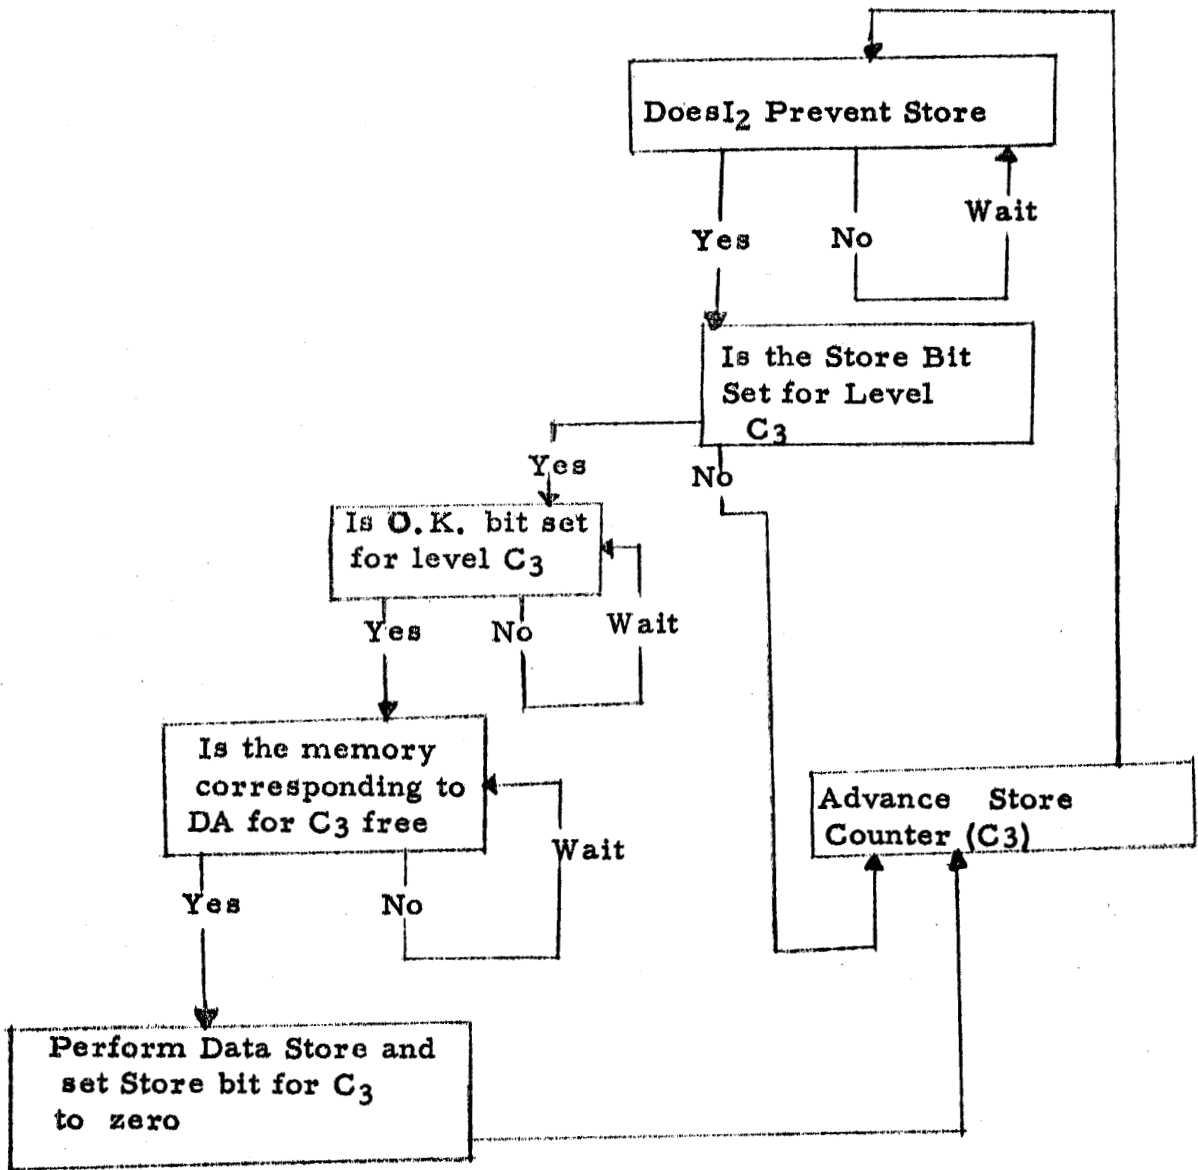 DoesI₂ Prevent Store
Wait
Yes
No
Is the Store Bit
Set for Level
C₃
Yes
No
Is O.K. bit set
for level C₃
Yes
No
Wait
Is the memory
corresponding to
DA for C₃ free
Wait
Yes
No
Advance Store
Counter (C₃)
Perform Data Store and
set Store bit for C₃
to zero